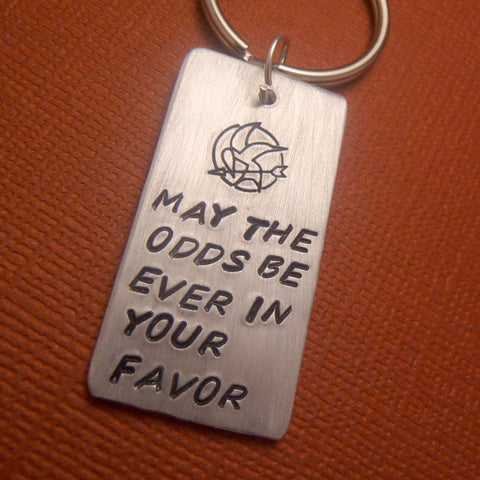 MAY THE
ODDS BE
EVER IN
YOUR
FAVOR